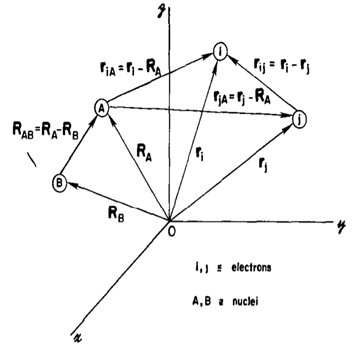 z
i
r_iA = r_i - R_A
r_ij = r_i - r_j
A
r_jA = r_j - R_A
j
R_AB = R_A - R_B
R_A
r_i
r_j
B
R_B
O
y
i, j ≡ electrons
A, B ≡ nuclei
x